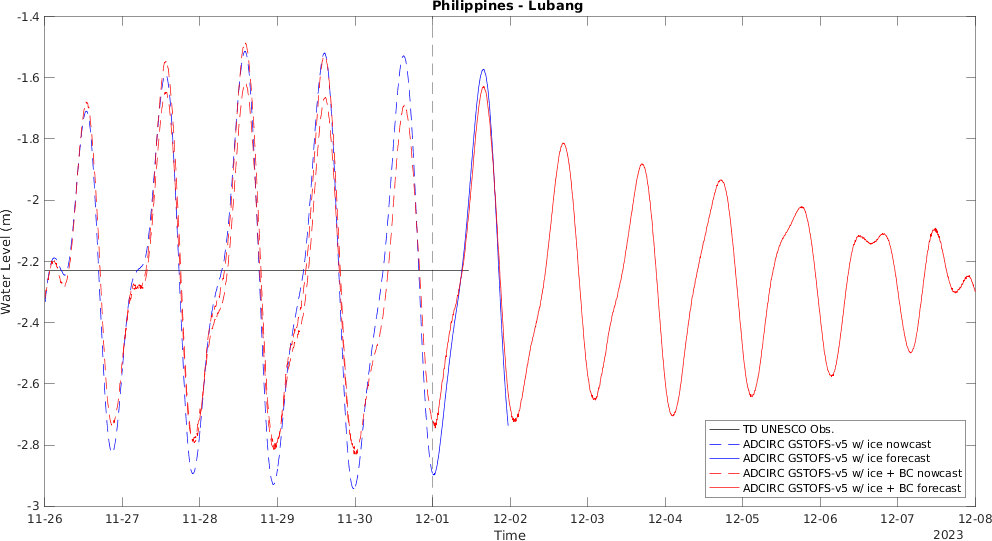 Philippines - Lubang
-1.4
-1.6
-1.8
-2
-2.2
-2.4
-2.6
-2.8
-3
Water Level (m)
TD UNESCO Obs.
ADCIRC GSTOFS-v5 w/ ice nowcast
ADCIRC GSTOFS-v5 w/ ice forecast
ADCIRC GSTOFS-v5 w/ ice + BC nowcast
ADCIRC GSTOFS-v5 w/ ice + BC forecast
11-26 11-27 11-28 11-29 11-30 12-01 12-02 12-03 12-04 12-05 12-06 12-07 12-08
Time
2023